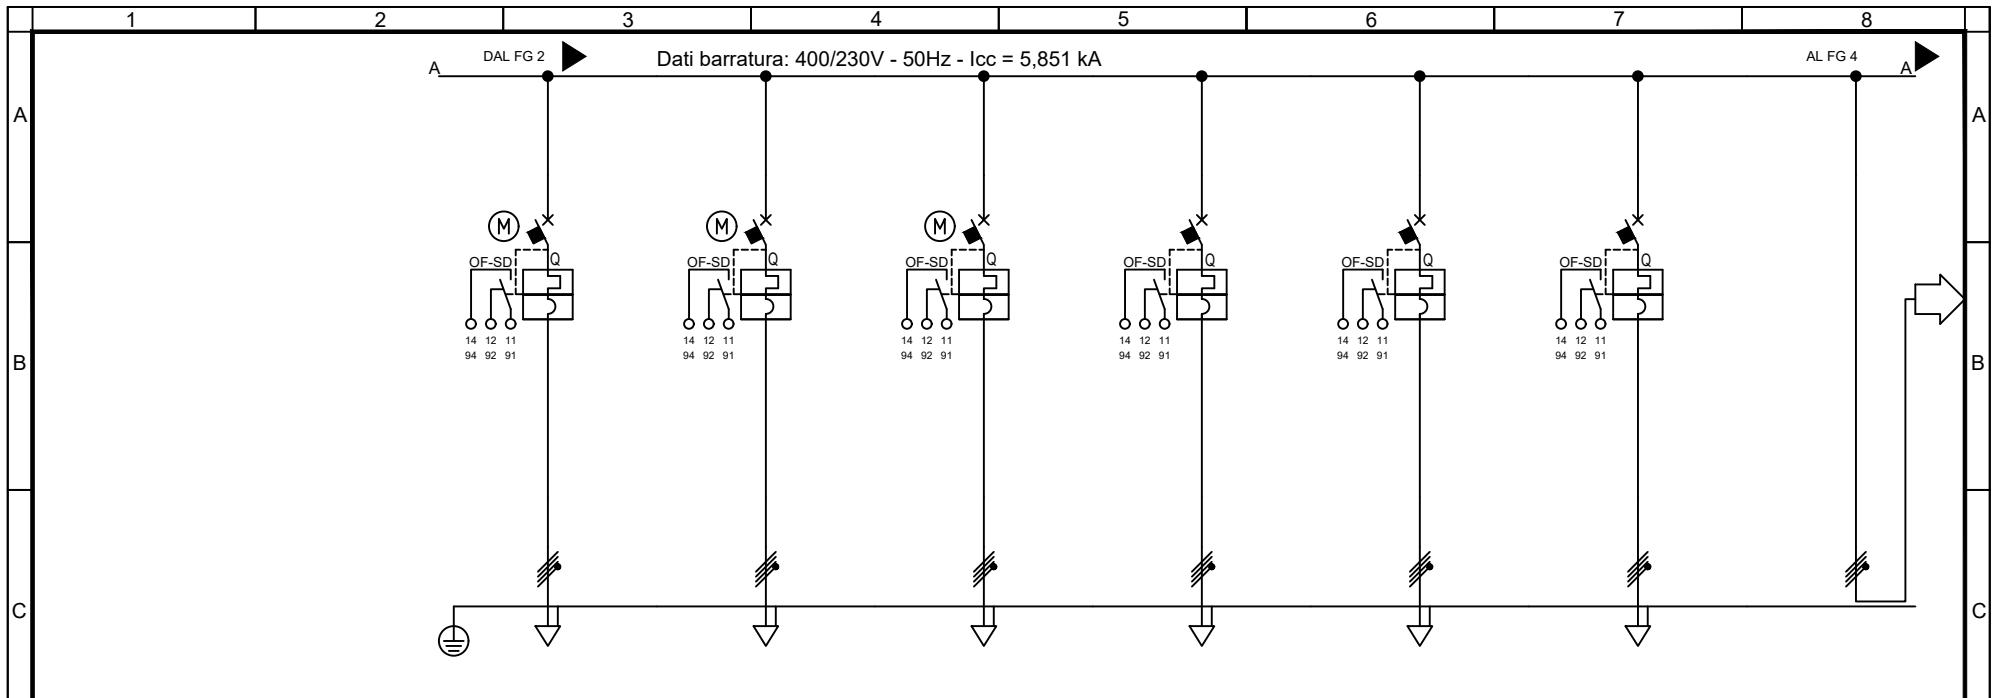 1 2 3 4 5 6 7 8
DAL FG 2 Dati barratura: 400/230V - 50Hz - Icc = 5,851 kA AL FG 4
A A
A A
M M M
OF-SD Q OF-SD Q OF-SD Q OF-SD Q OF-SD Q OF-SD Q
14 12 11 14 12 11 14 12 11 14 12 11 14 12 11 14 12 11
94 92 91 94 92 91 94 92 91 94 92 91 94 92 91 94 92 91
B B
C C